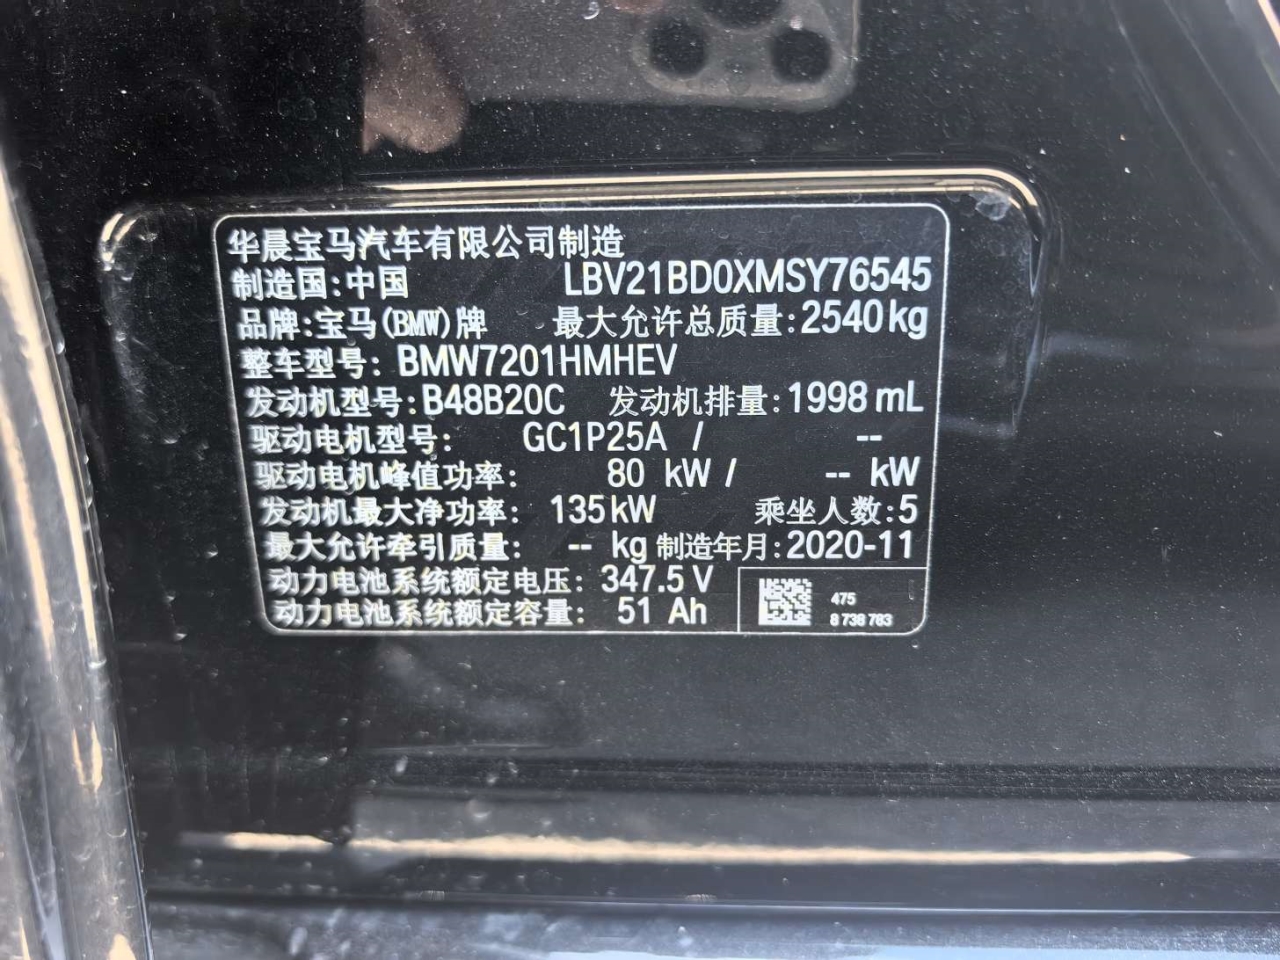 华晨宝马汽车有限公司制造
制造国:中国 LBV21BD0XMSY76545
品牌:宝马(BMW)牌 最大允许总质量:2540kg
整车型号: BMW7201HMHEV
发动机型号:B48B20C 发动机排量:1998 mL
驱动电机型号: GC1P25A / --
驱动电机峰值功率: 80 kW / -- kW
发动机最大净功率: 135kW 乘坐人数:5
最大允许牵引质量: -- kg 制造年月:2020-11
动力电池系统额定电压: 347.5 V
动力电池系统额定容量: 51 Ah
475
8 738 783